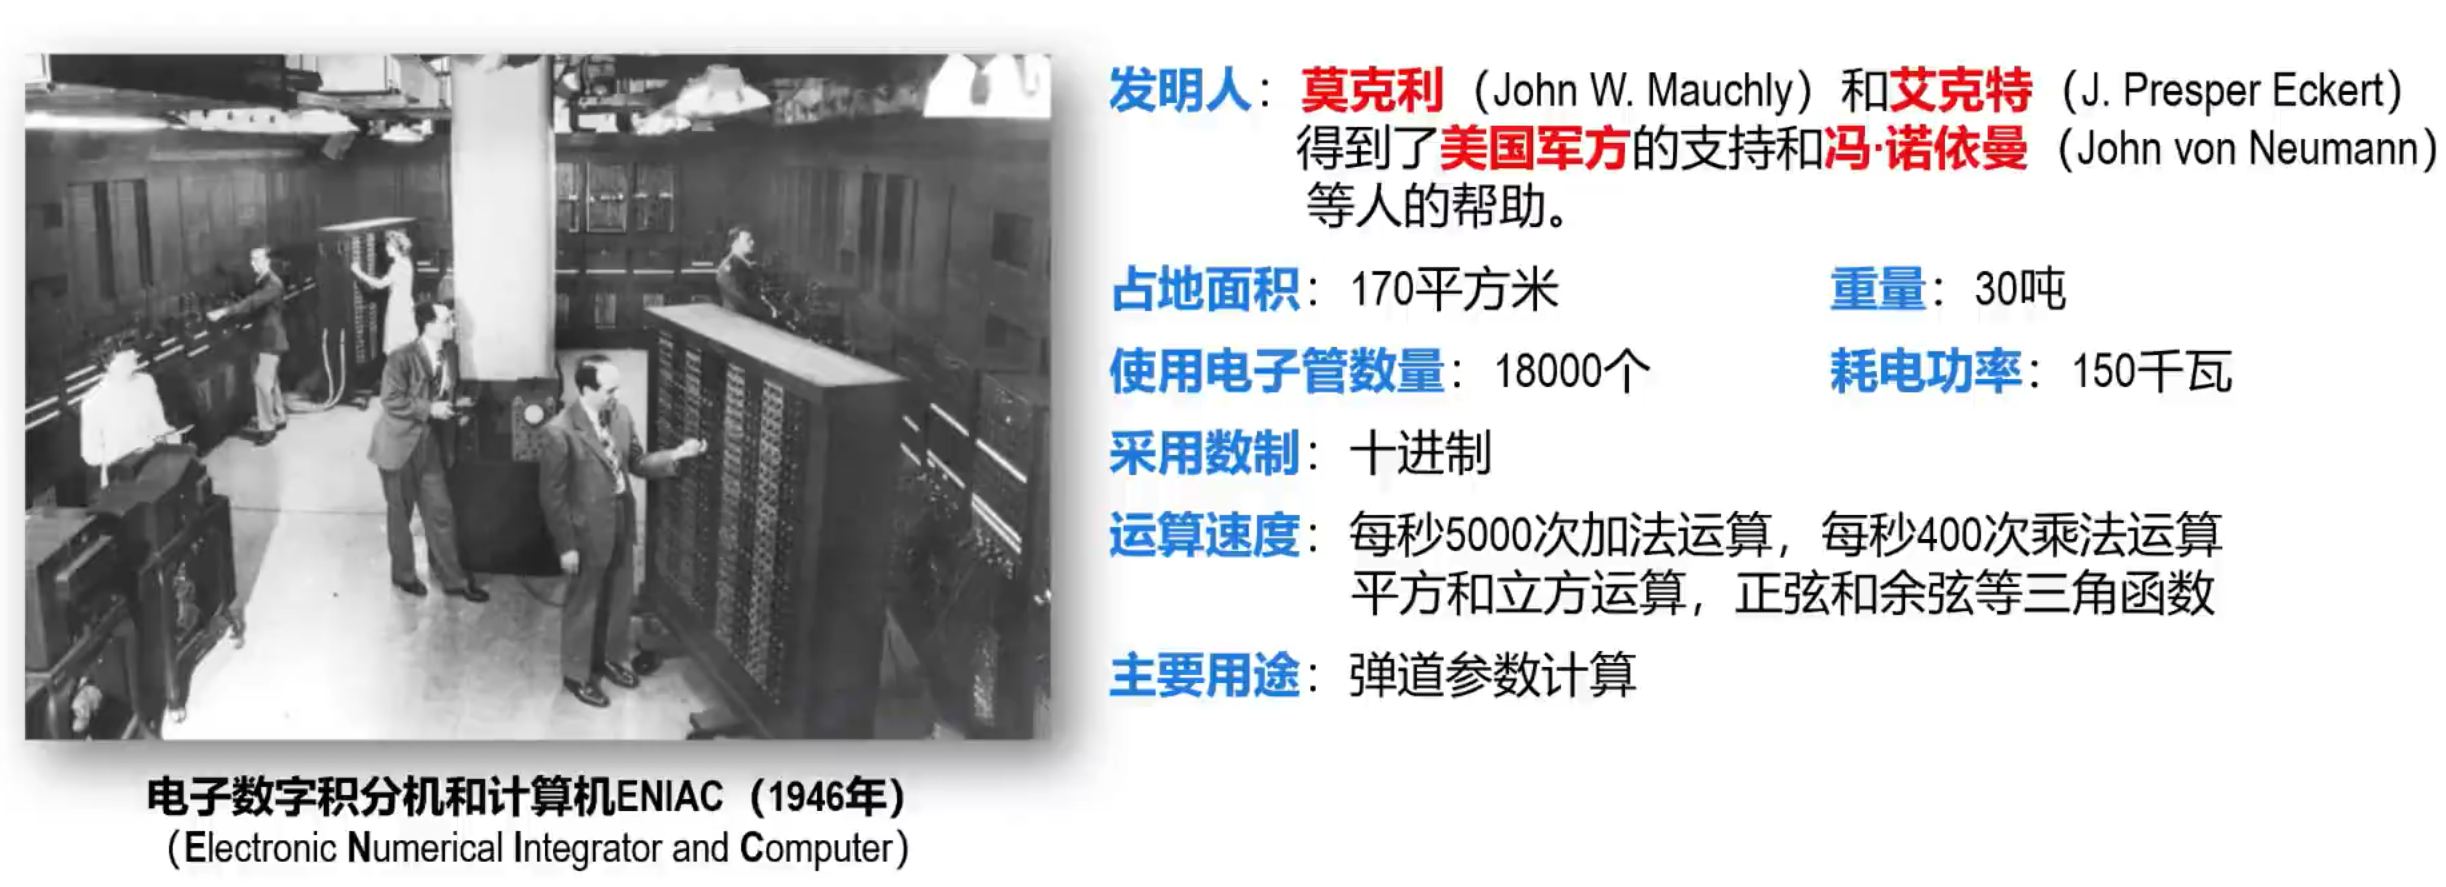 发明人：莫克利（John W. Mauchly）和艾克特（J. Presper Eckert）
得到了美国军方的支持和冯·诺依曼（John von Neumann）
等人的帮助。
占地面积：170平方米 重量：30吨
使用电子管数量：18000个 耗电功率：150千瓦
采用数制：十进制
运算速度：每秒5000次加法运算，每秒400次乘法运算
平方和立方运算，正弦和余弦等三角函数
主要用途：弹道参数计算
电子数字积分机和计算机ENIAC（1946年）
（Electronic Numerical Integrator and Computer）